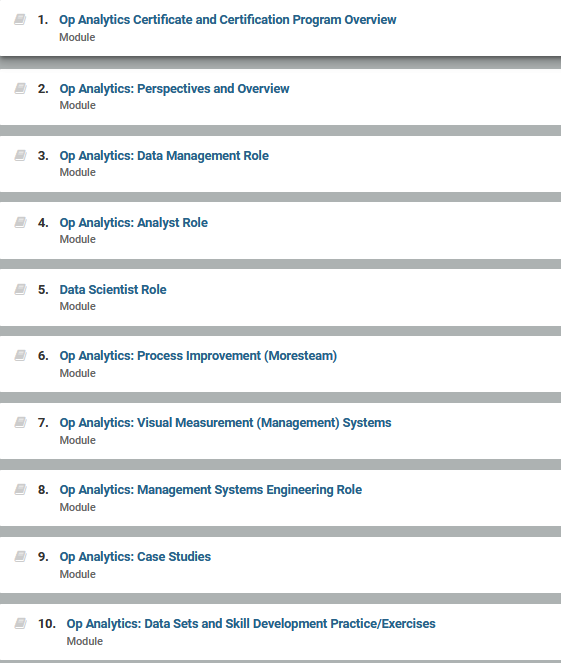 1. Op Analytics Certificate and Certification Program Overview
Module
2. Op Analytics: Perspectives and Overview
Module
3. Op Analytics: Data Management Role
Module
4. Op Analytics: Analyst Role
Module
5. Data Scientist Role
Module
6. Op Analytics: Process Improvement (Moresteam)
Module
7. Op Analytics: Visual Measurement (Management) Systems
Module
8. Op Analytics: Management Systems Engineering Role
Module
9. Op Analytics: Case Studies
Module
10. Op Analytics: Data Sets and Skill Development Practice/Exercises
Module